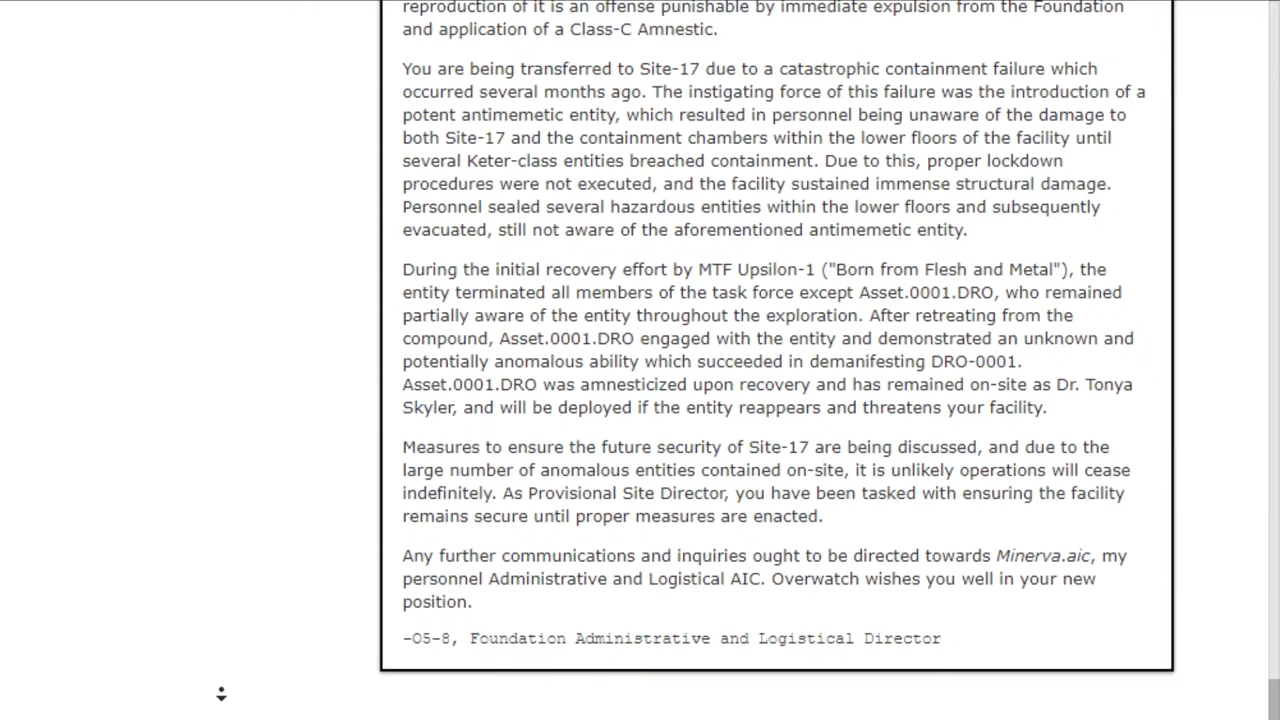 reproduction of it is an offense punishable by immediate expulsion from the Foundation
and application of a Class-C Amnestic.
You are being transferred to Site-17 due to a catastrophic containment failure which
occurred several months ago. The instigating force of this failure was the introduction of a
potent antimemetic entity, which resulted in personnel being unaware of the damage to
both Site-17 and the containment chambers within the lower floors of the facility until
several Keter-class entities breached containment. Due to this, proper lockdown
procedures were not executed, and the facility sustained immense structural damage.
Personnel sealed several hazardous entities within the lower floors and subsequently
evacuated, still not aware of the aforementioned antimemetic entity.
During the initial recovery effort by MTF Upsilon-1 ("Born from Flesh and Metal"), the
entity terminated all members of the task force except Asset.0001.DRO, who remained
partially aware of the entity throughout the exploration. After retreating from the
compound, Asset.0001.DRO engaged with the entity and demonstrated an unknown and
potentially anomalous ability which succeeded in demanifesting DRO-0001.
Asset.0001.DRO was amnesticized upon recovery and has remained on-site as Dr. Tonya
Skyler, and will be deployed if the entity reappears and threatens your facility.
Measures to ensure the future security of Site-17 are being discussed, and due to the
large number of anomalous entities contained on-site, it is unlikely operations will cease
indefinitely. As Provisional Site Director, you have been tasked with ensuring the facility
remains secure until proper measures are enacted.
Any further communications and inquiries ought to be directed towards Minerva.aic, my
personnel Administrative and Logistical AIC. Overwatch wishes you well in your new
position.
-O5-8, Foundation Administrative and Logistical Director